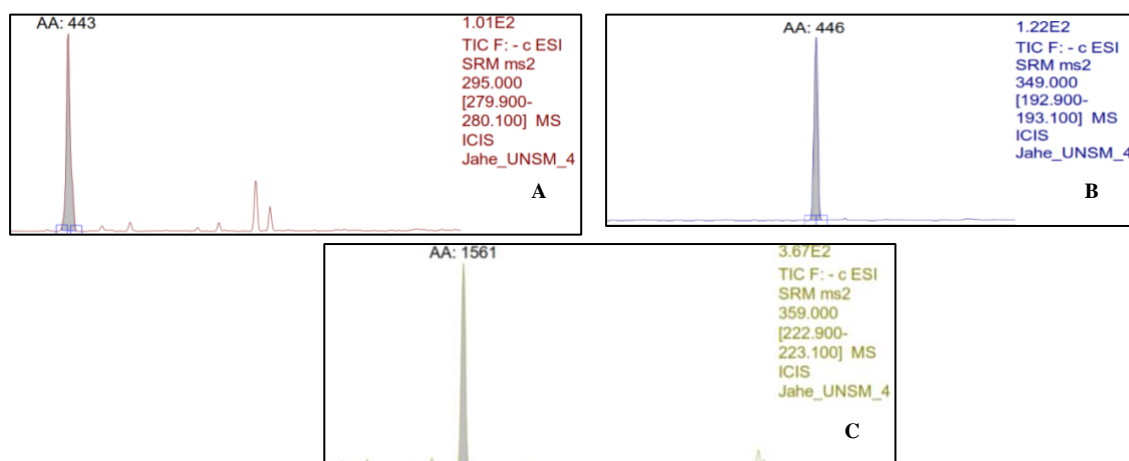 AA: 443
1.01E2
TIC F: - c ESI
SRM ms2
295.000
[279.900-
280.100] MS
ICIS
Jahe_UNSM_4
A
AA: 446
1.22E2
TIC F: - c ESI
SRM ms2
349.000
[192.900-
193.100] MS
ICIS
Jahe_UNSM_4
B
AA: 1561
3.67E2
TIC F: - c ESI
SRM ms2
359.000
[222.900-
223.100] MS
ICIS
Jahe_UNSM_4
C